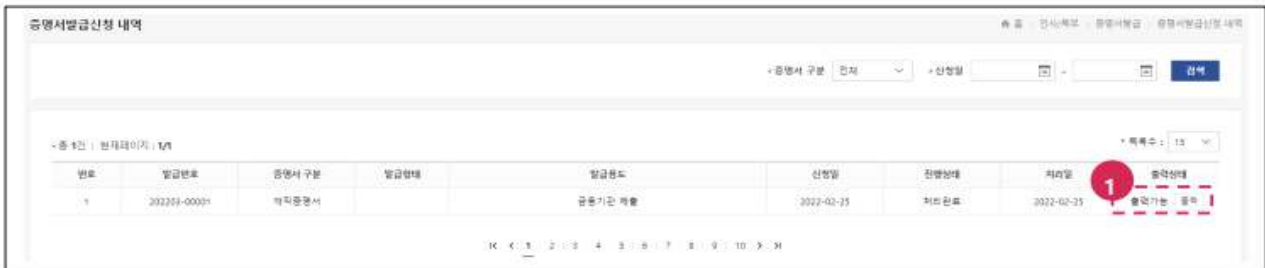 증명서발급신청 내역
홈 인사/복무 증명서발급 증명서발급신청 내역
증명서 구분 전체 신청일 - 검색
총 1건 | 현재페이지 : 1/1 목록수 : 15
번호 발급번호 증명서 구분 발급형태 발급용도 신청일 진행상태 처리일 출력상태
1 202203-00001 재직증명서 금융기관 제출 2022-02-25 처리완료 2022-02-25 출력가능 출력
1
1 2 3 4 5 6 7 8 9 10